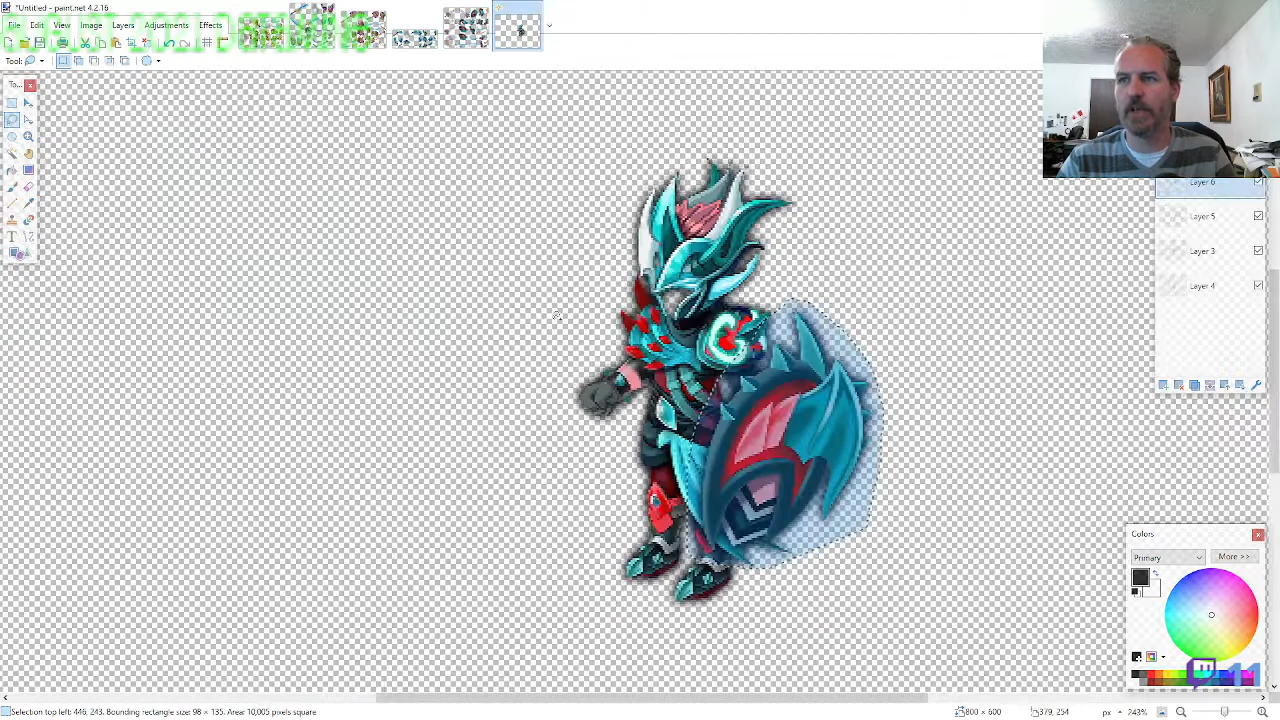 "Untitled - paint.net 4.2.16
File Edit View Image Layers Adjustments Effects
Tool:
To...
Layer 6
Layer 5
Layer 3
Layer 4
Colors
Primary
More >>
11
Selection top left: 446, 243. Bounding rectangle size: 98 × 135. Area: 10,005 pixels square
800 × 600
379, 254
px
243%